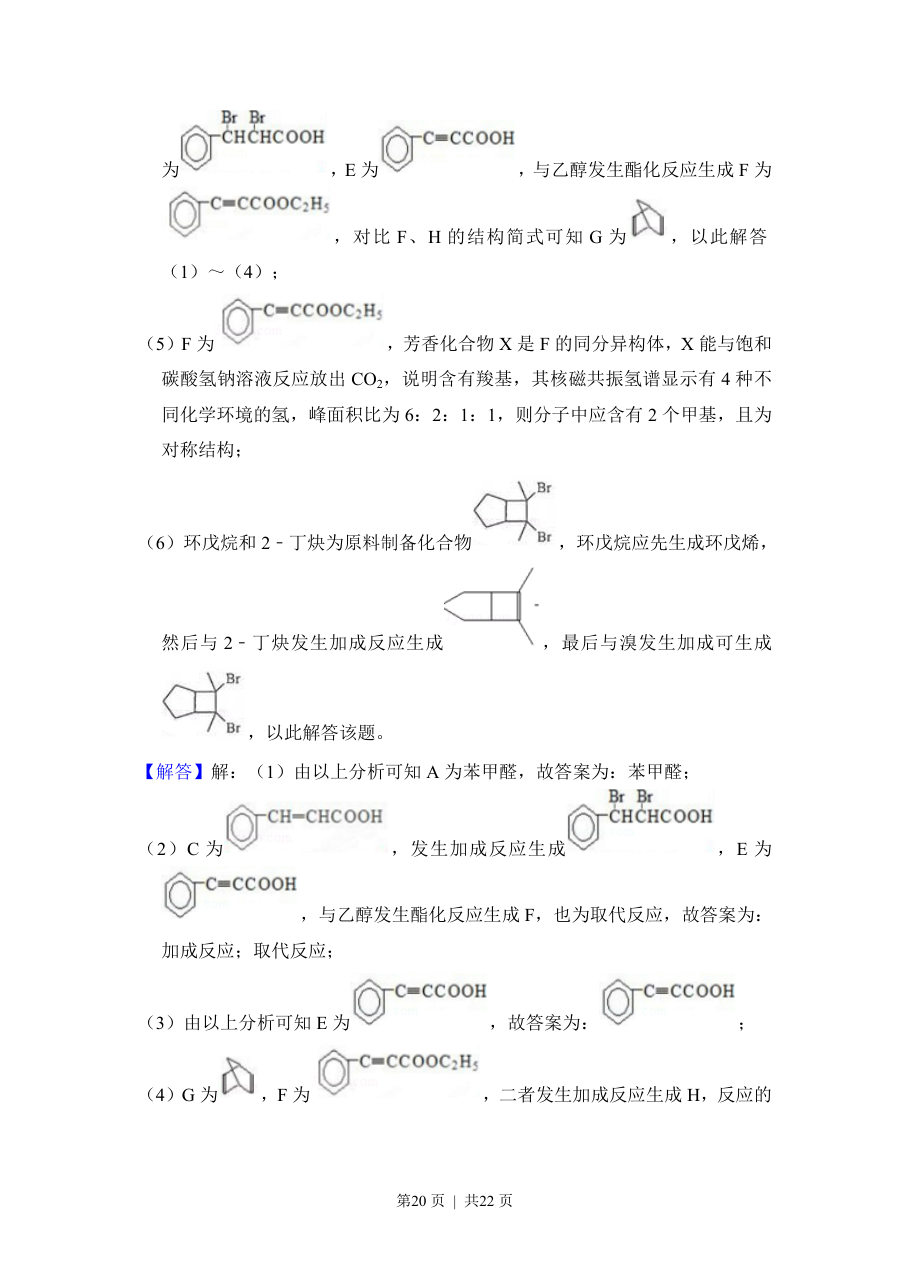 Br Br
CHCHCOOH
C≡CCOOH
为，E 为，与乙醇发生酯化反应生成 F 为
C≡CCOOC₂H₅
，对比 F、H 的结构简式可知 G 为，以此解答
（1）～（4）；
C≡CCOOC₂H₅
（5）F 为，芳香化合物 X 是 F 的同分异构体，X 能与饱和
碳酸氢钠溶液反应放出 CO₂，说明含有羧基，其核磁共振氢谱显示有 4 种不
同化学环境的氢，峰面积比为 6：2：1：1，则分子中应含有 2 个甲基，且为
对称结构；
Br
Br
（6）环戊烷和 2﹣丁炔为原料制备化合物，环戊烷应先生成环戊烯，
然后与 2﹣丁炔发生加成反应生成，最后与溴发生加成可生成
Br
Br
，以此解答该题。
【解答】解：（1）由以上分析可知 A 为苯甲醛，故答案为：苯甲醛；
CH=CHCOOH
Br Br
CHCHCOOH
（2）C 为，发生加成反应生成，E 为
C≡CCOOH
，与乙醇发生酯化反应生成 F，也为取代反应，故答案为：
加成反应；取代反应；
C≡CCOOH
C≡CCOOH
（3）由以上分析可知 E 为，故答案为：；
C≡CCOOC₂H₅
（4）G 为，F 为，二者发生加成反应生成 H，反应的
第20 页 | 共22 页